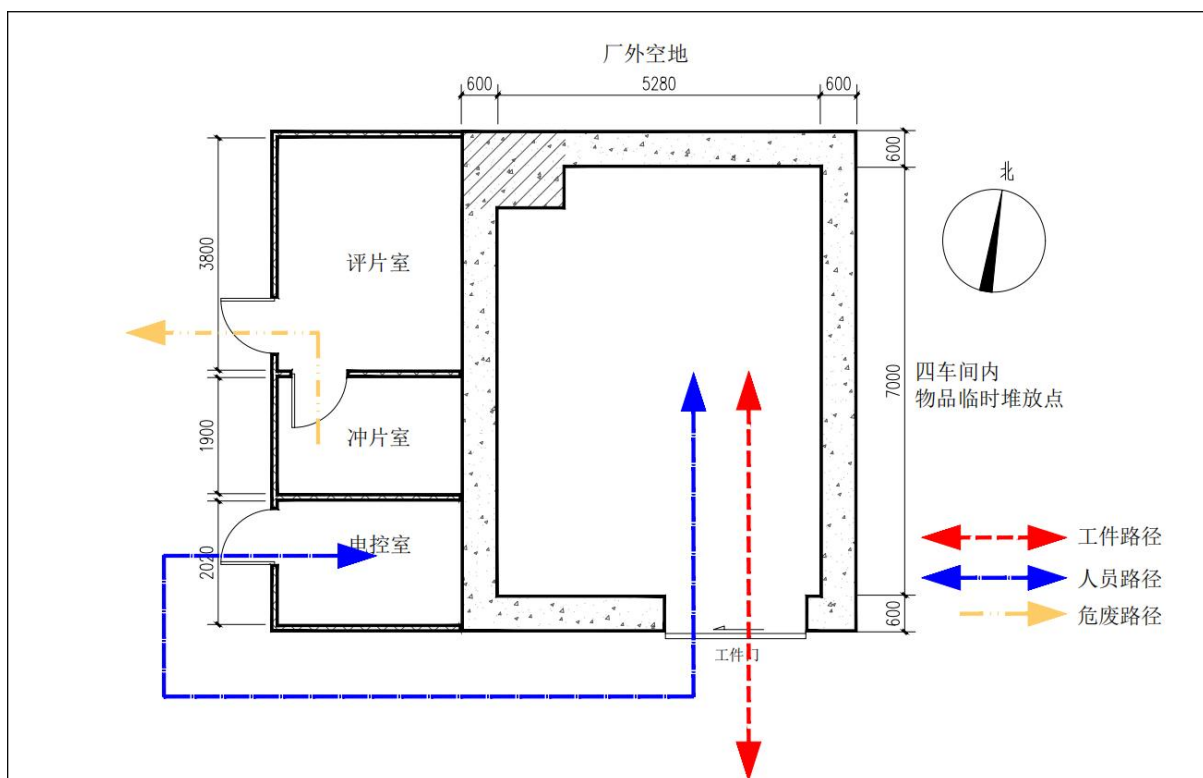 厂外空地
600
5280
600
600
北
3800
评片室
7000
四车间内
物品临时堆放点
1900
冲片室
2020
电控室
工件路径
人员路径
危废路径
600
工件门